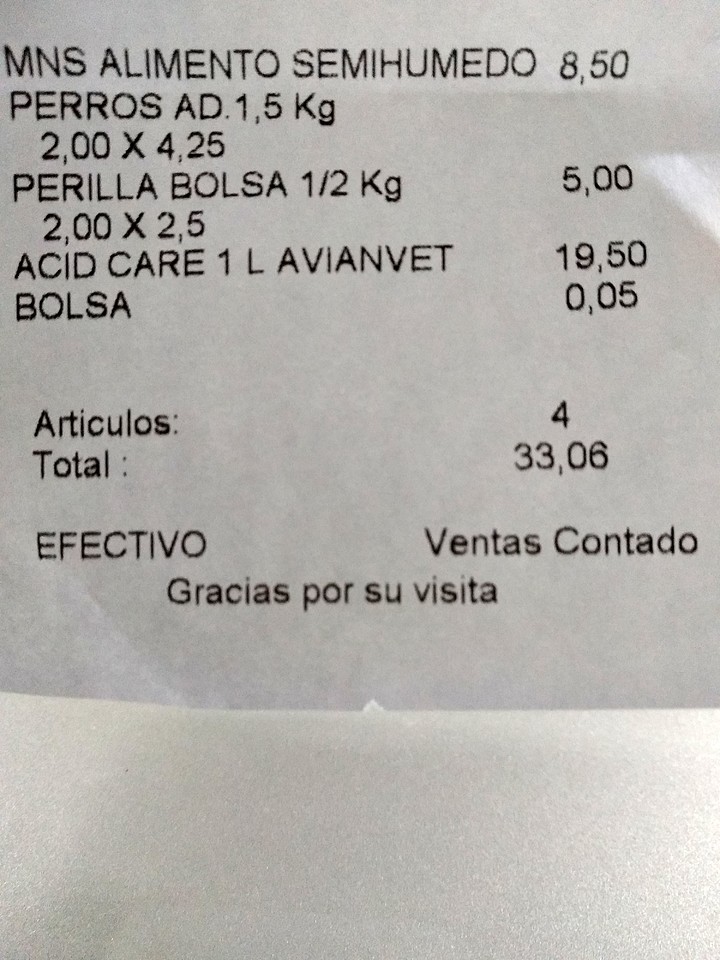 MNS ALIMENTO SEMIHUMEDO 8,50
PERROS AD.1,5 Kg
2,00 X 4,25
PERILLA BOLSA 1/2 Kg 5,00
2,00 X 2,5
ACID CARE 1 L AVIANVET 19,50
BOLSA 0,05
Articulos: 4
Total : 33,06
EFECTIVO Ventas Contado
Gracias por su visita